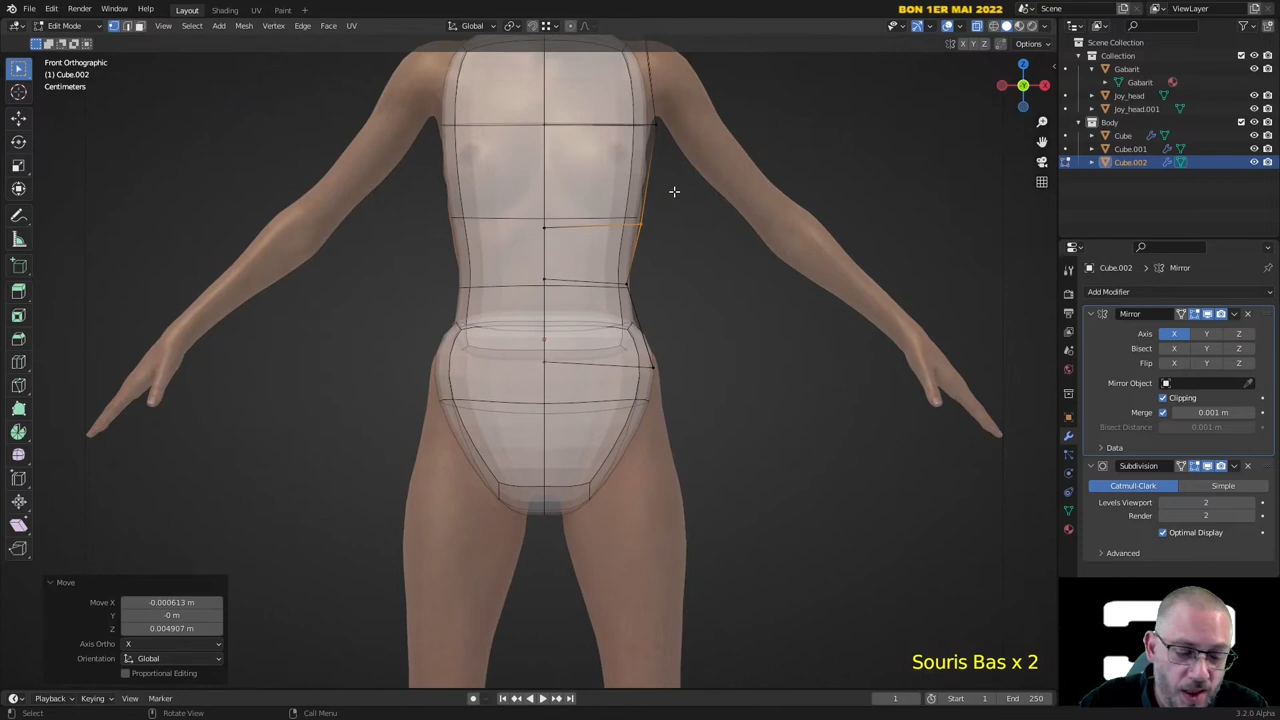 File Edit Render Window Help Layout Shading UV Paint + BON 1ER MAI 2022 Scene ViewLayer
Edit Mode View Select Add Mesh Vertex Edge Face UV Global
X Y Z Options
Front Orthographic
(1) Cube.002
Centimeters
Z
Y
X
Scene Collection
Collection
Gabarit
Gabarit
Joy_head
Joy_head.001
Body
Cube
Cube.001
Cube.002
Cube.002 Mirror
Add Modifier
Mirror
Axis X Y Z
Bisect X Y Z
Flip X Y Z
Mirror Object
Clipping
Merge 0.001 m
Bisect Distance 0.001 m
Data
Subdivision
Catmull-Clark Simple
Levels Viewport 2
Render 2
Optimal Display
Advanced
Move
Move X -0.000613 m
Y -0 m
Z 0.004907 m
Axis Ortho X
Orientation Global
Proportional Editing
Souris Bas x 2
Playback Keying View Marker 1 Start 1 End 250
Select Rotate View Call Menu 3.2.0 Alpha